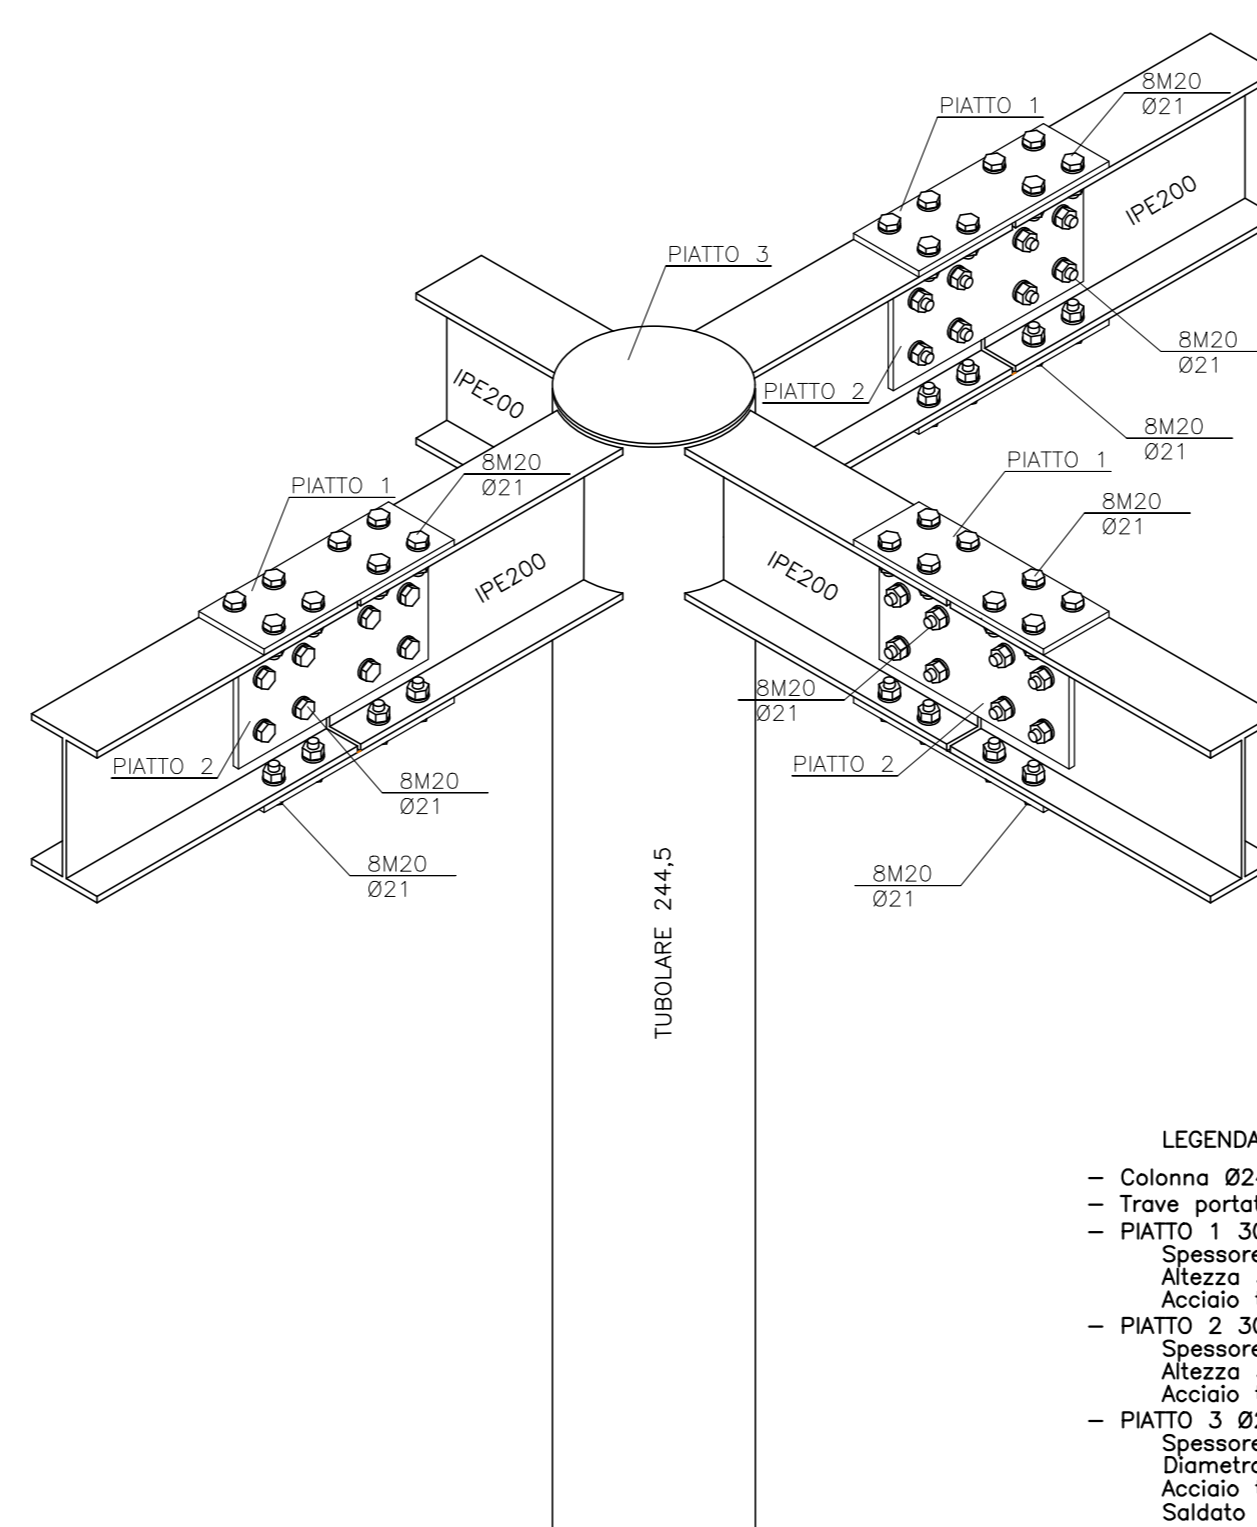 8M20
Ø21
PIATTO 1
IPE200
PIATTO 3
8M20
Ø21
PIATTO 2
IPE200
8M20
Ø21
8M20
Ø21
PIATTO 1
PIATTO 1
8M20
Ø21
IPE200
IPE200
8M20
Ø21
PIATTO 2
PIATTO 2
8M20
Ø21
8M20
Ø21
8M20
Ø21
TUBOLARE 244,5
LEGENDA
– Colonna
– Trave
– PIATTO 1
Spessore
Altezza
Acciaio
– PIATTO 2
Spessore
Altezza
Acciaio
– PIATTO 3
Spessore
Diametro
Acciaio
Saldato